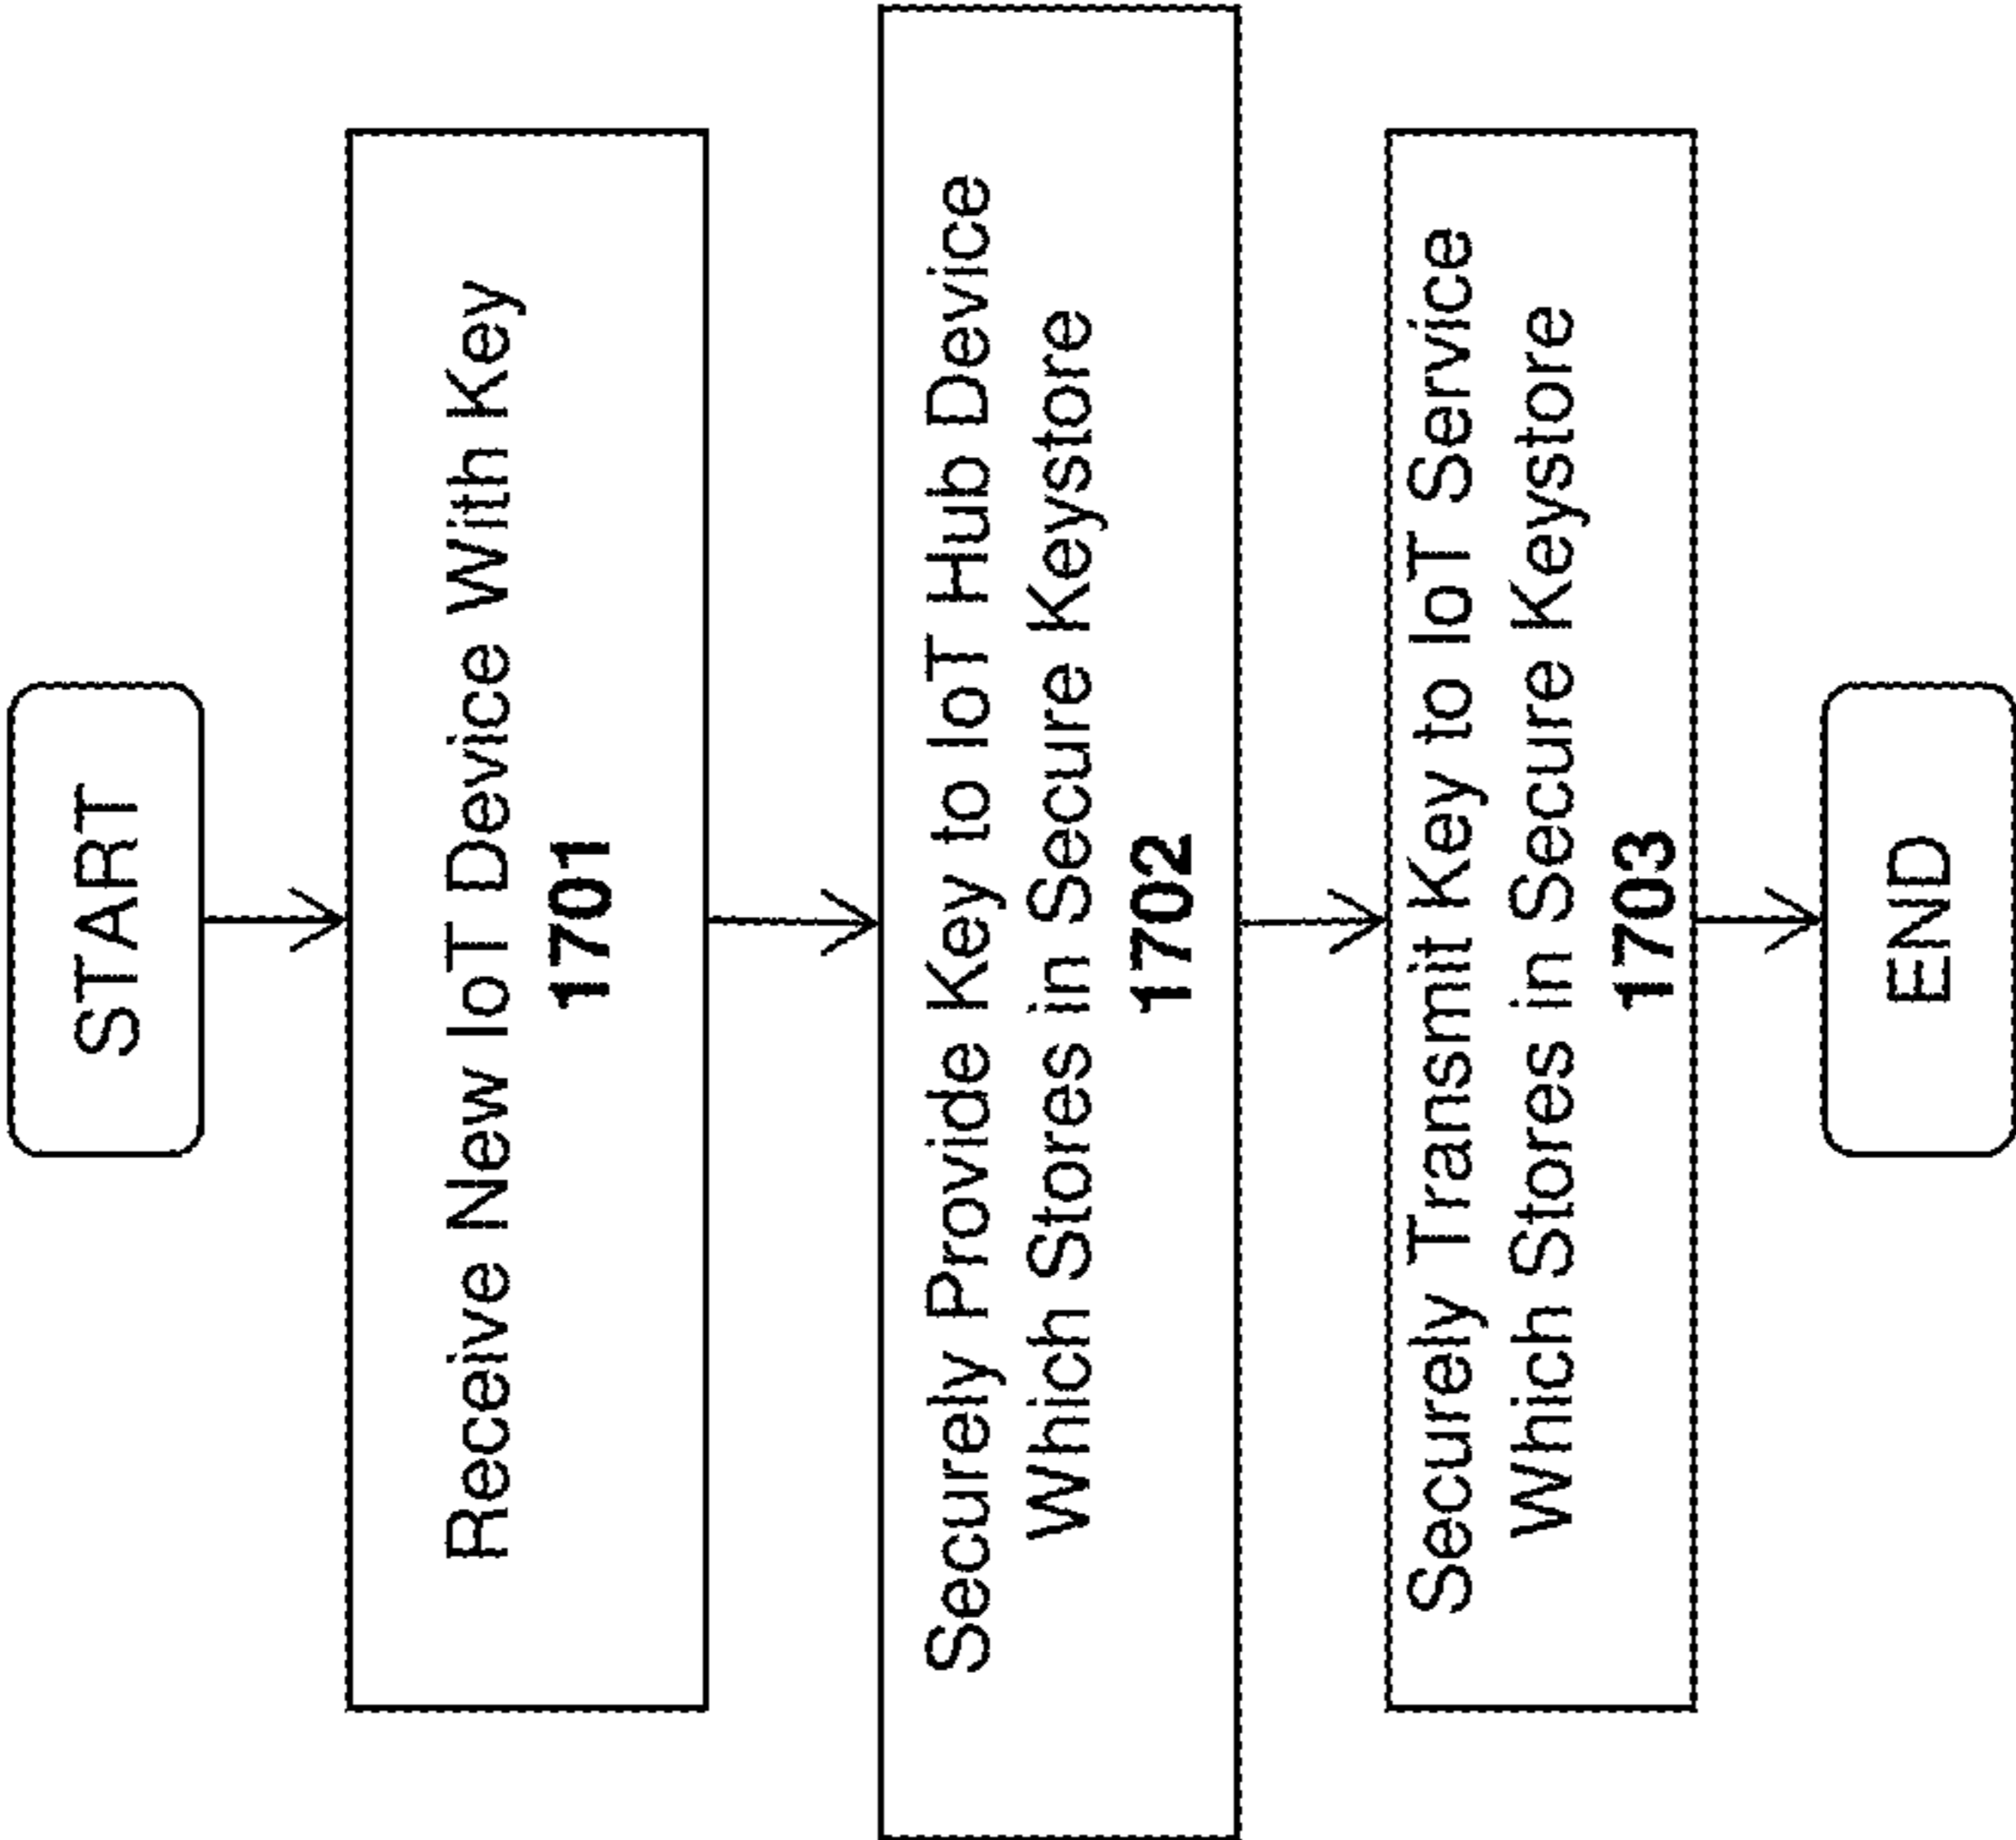 START
Receive New IoT Device With Key
1701
Securely Provide Key to IoT Hub Device
Which Stores in Secure Keystore
1702
Securely Transmit Key to IoT Service
Which Stores in Secure Keystore
1703
END